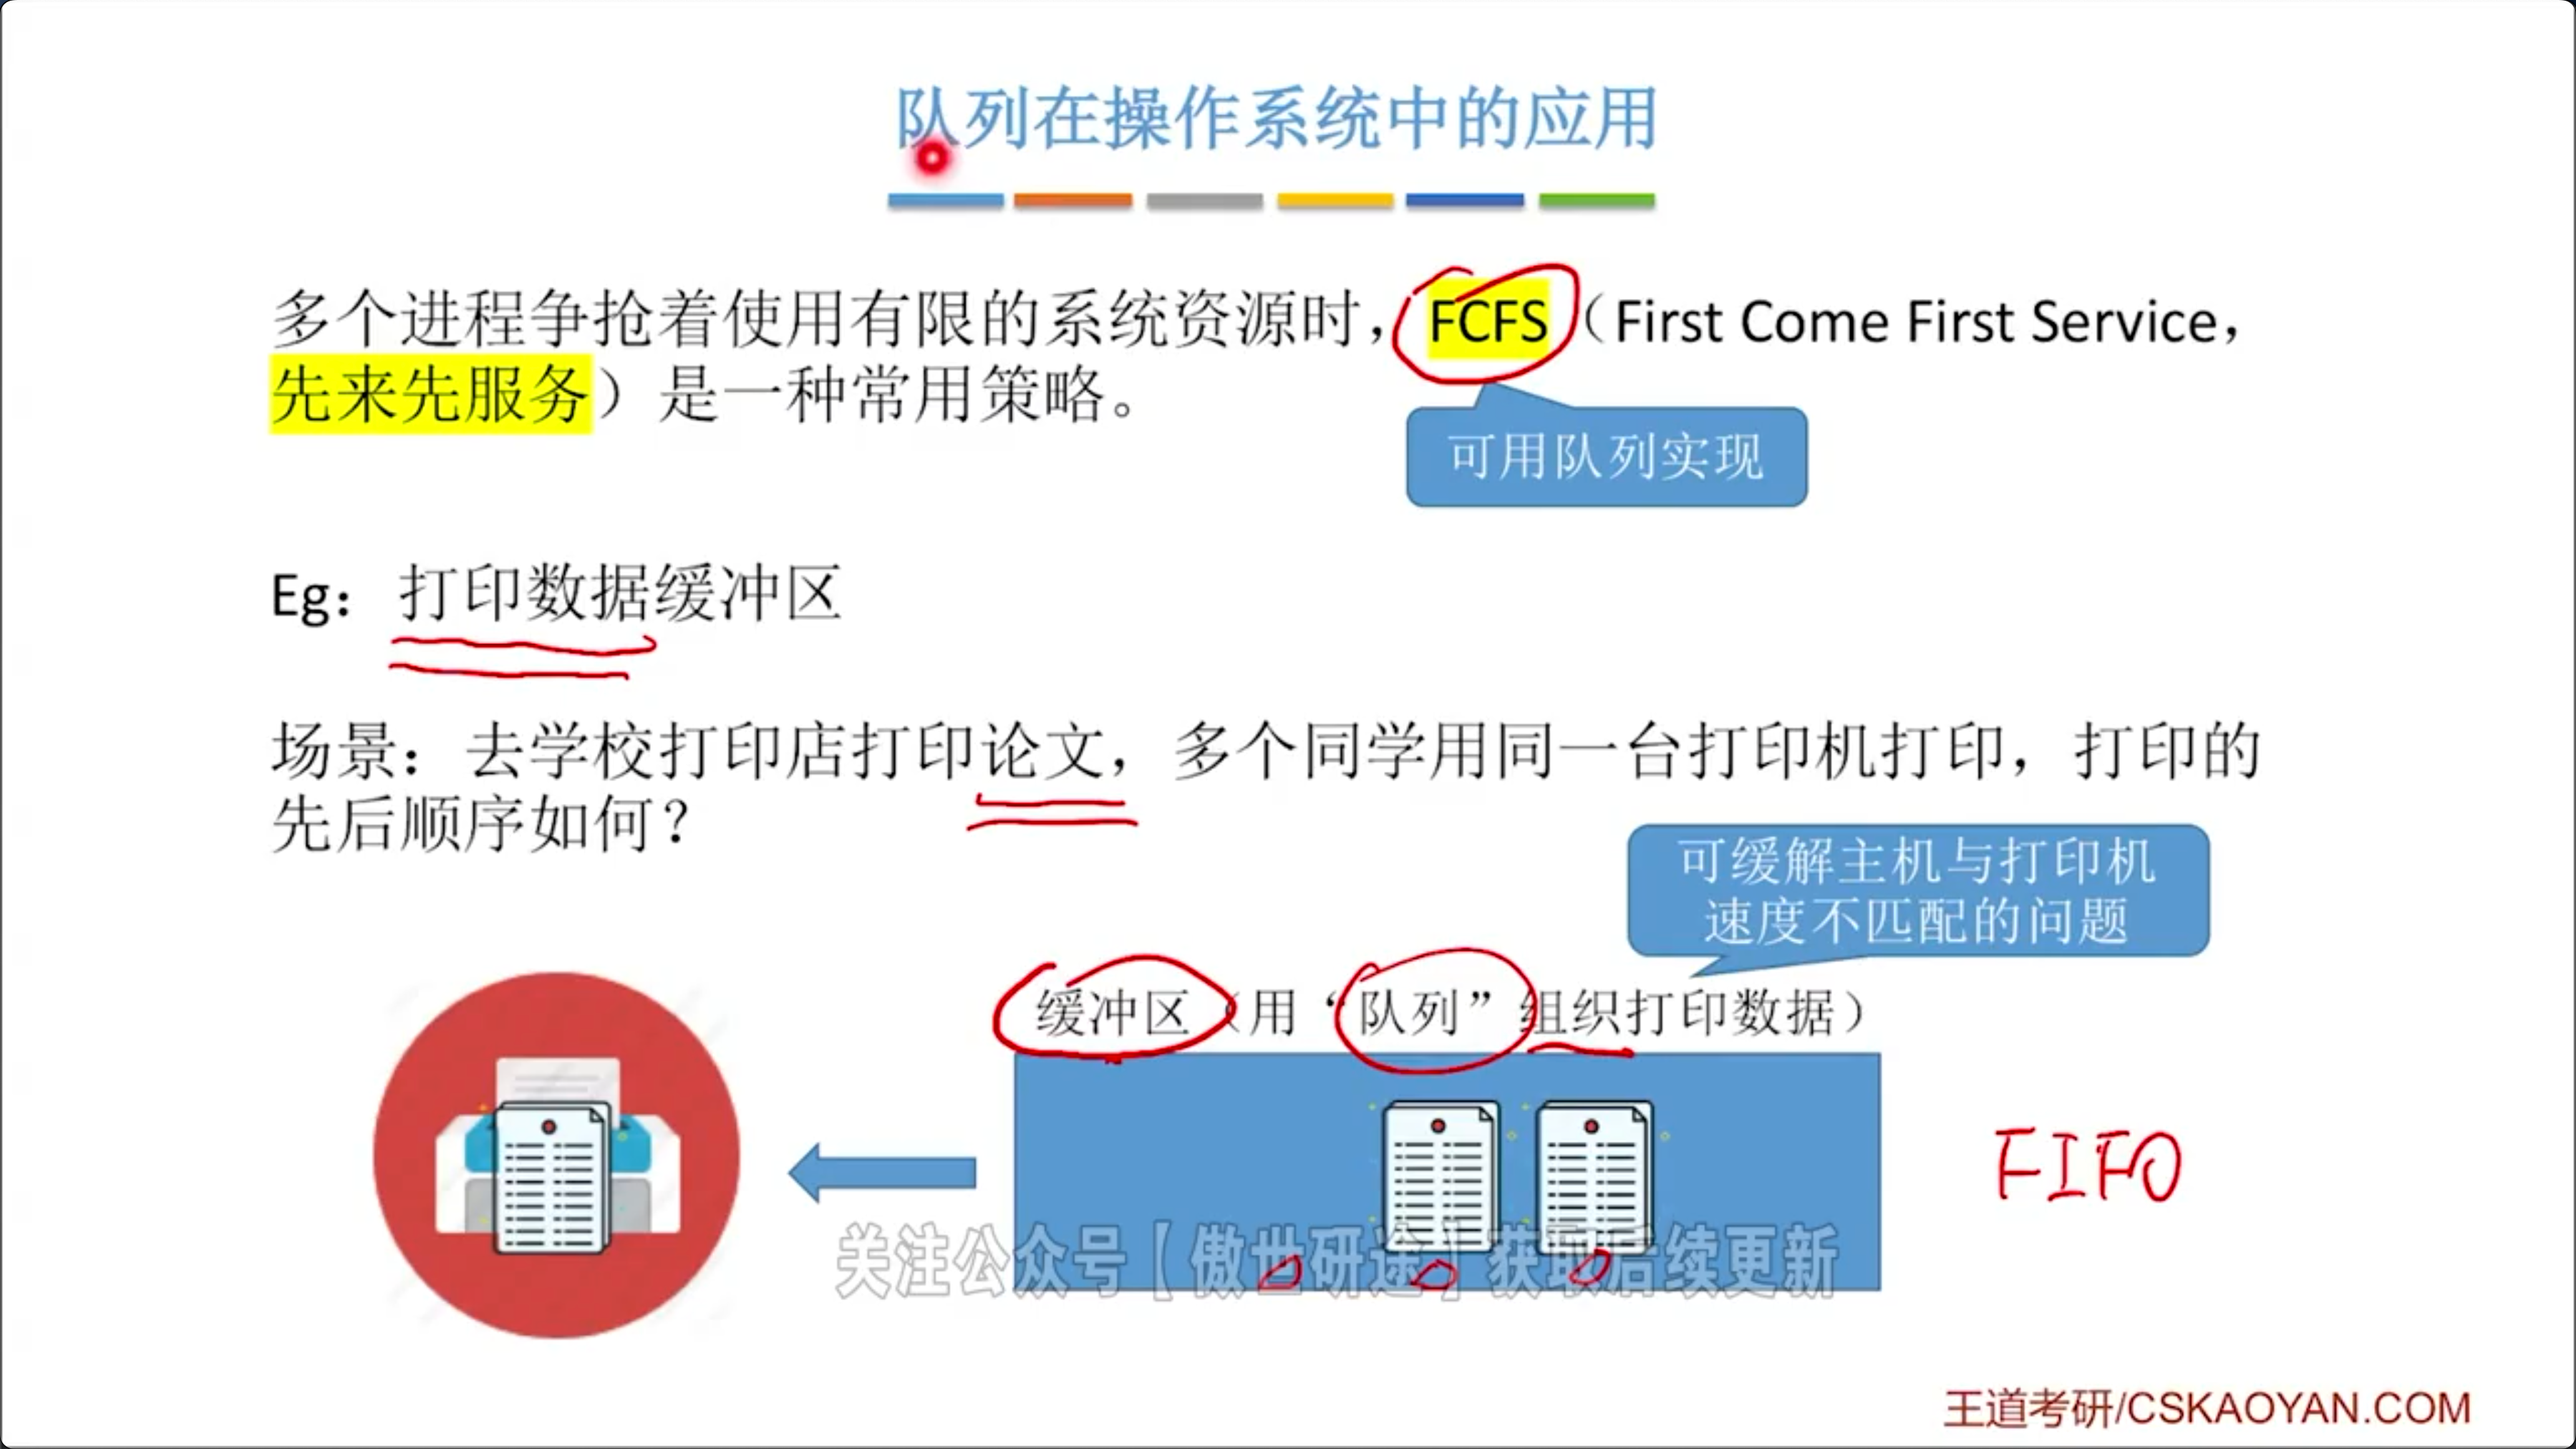 队列在操作系统中的应用
多个进程争抢着使用有限的系统资源时，FCFS（First Come First Service，
先来先服务）是一种常用策略。
可用队列实现
Eg：打印数据缓冲区
场景：去学校打印店打印论文，多个同学用同一台打印机打印，打印的
先后顺序如何？
可缓解主机与打印机
速度不匹配的问题
缓冲区（用“队列”组织打印数据）
FIFO
关注公众号【傲世研途】获取后续更新
王道考研/CSKAOYAN.COM